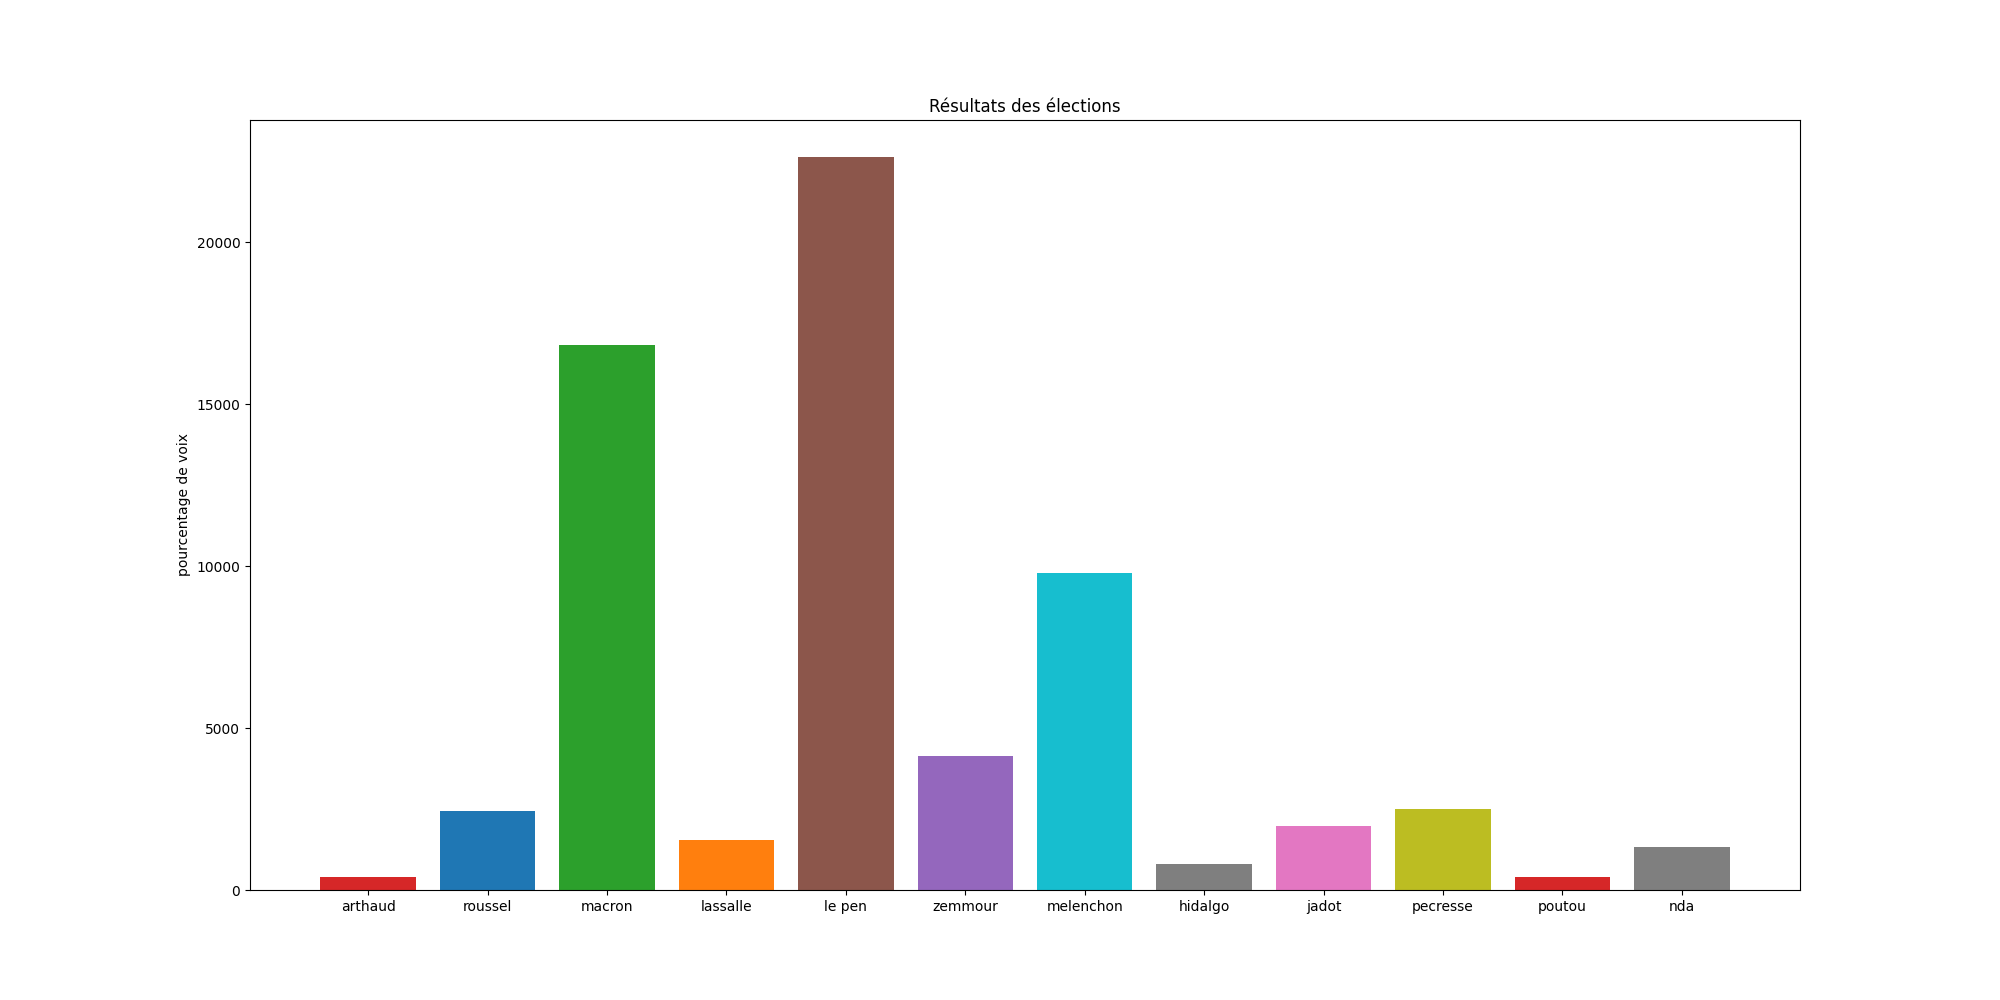 Résultats des élections
pourcentage de voix
20000
15000
10000
5000
0
arthaud roussel macron lassalle le pen zemmour melenchon hidalgo jadot pecresse poutou nda